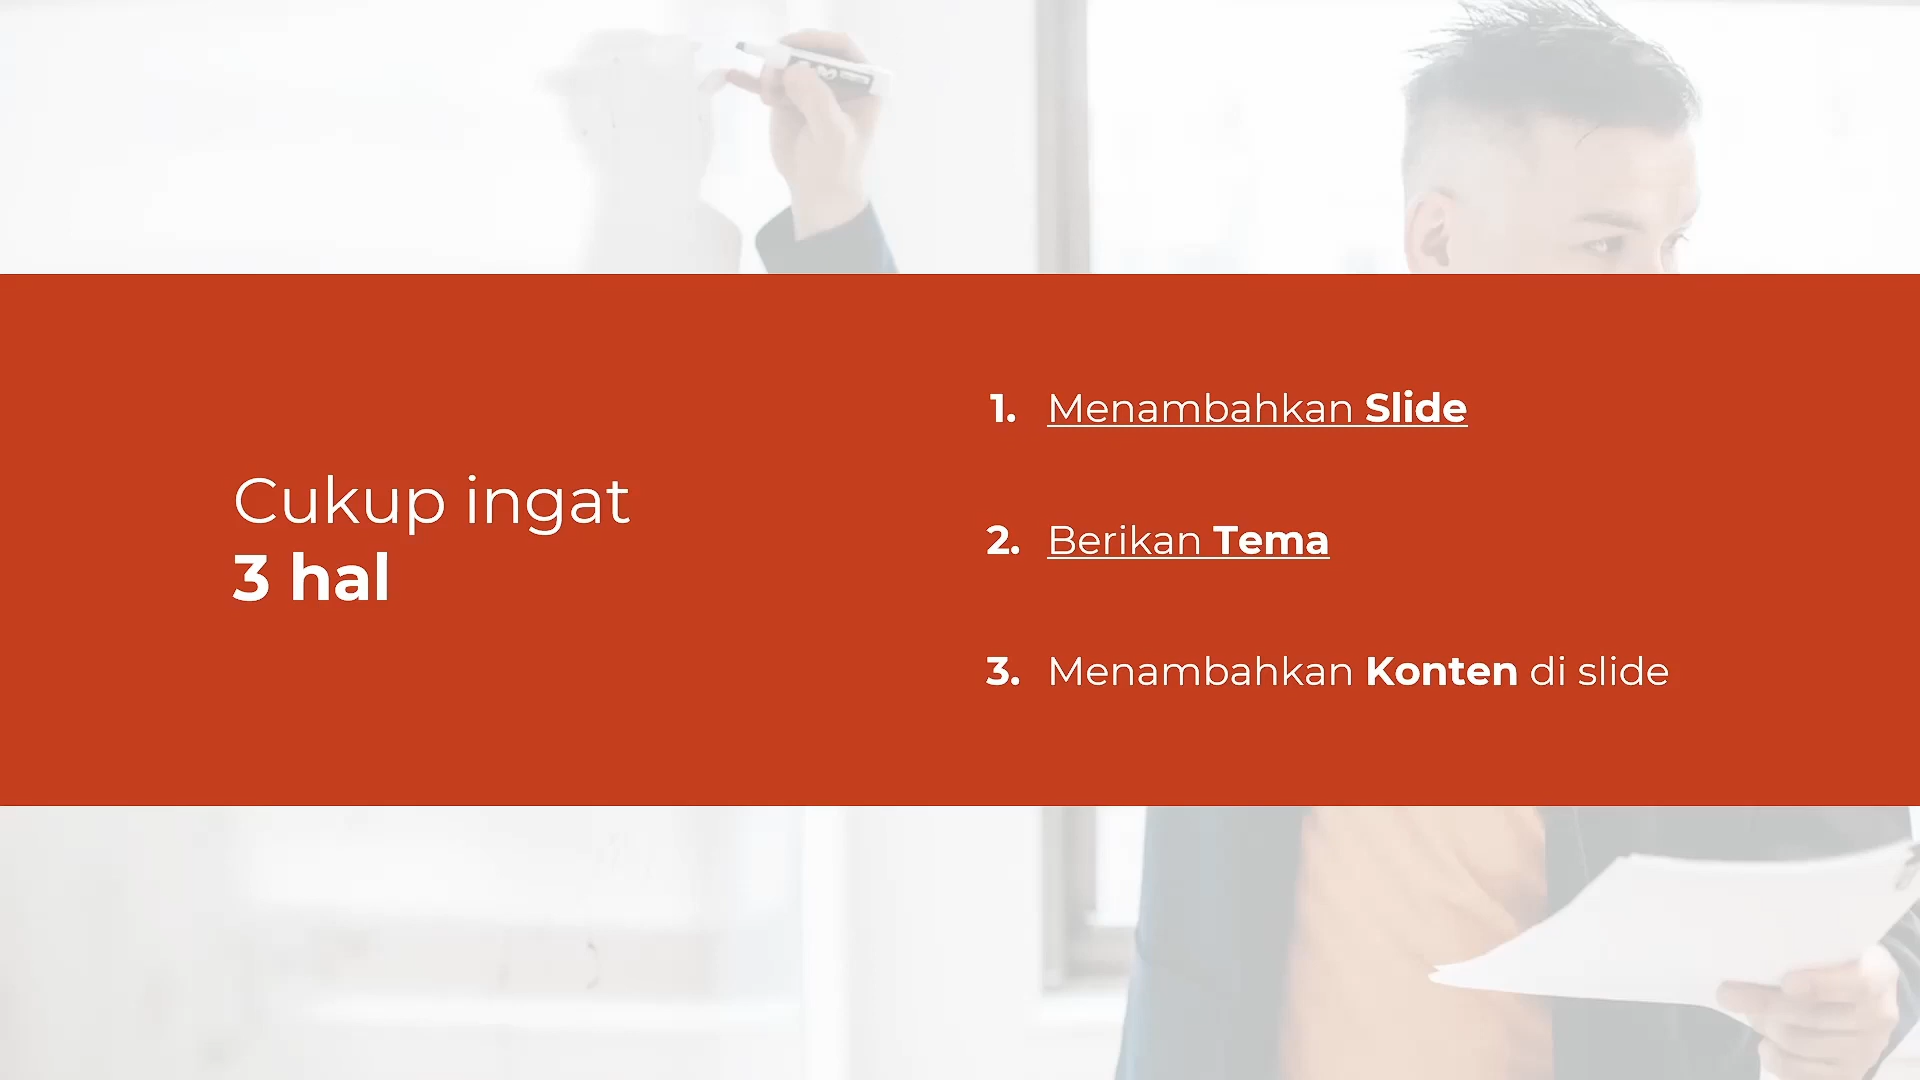 Cukup ingat
3 hal
1. Menambahkan Slide
2. Berikan Tema
3. Menambahkan Konten di slide